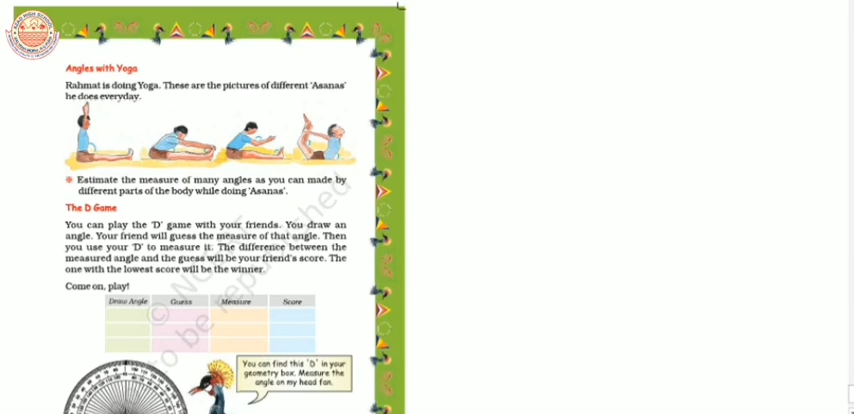 Angles with Yoga
Rahmat is doing Yoga. These are the pictures of different 'Asanas'
he does everyday.
Estimate the measure of many angles as you can made by
different parts of the body while doing 'Asanas'.
The D Game
You can play the 'D' game with your friends. You draw an
angle. Your friend will guess the measure of that angle. Then
you use your 'D' to measure it. The difference between the
measured angle and the guess will be your friend's score. The
one with the lowest score will be the winner.
Come on, play!
Draw Angle Guess Measure Score
You can find this 'D' in your
geometry box. Measure the
angle on my head fan.